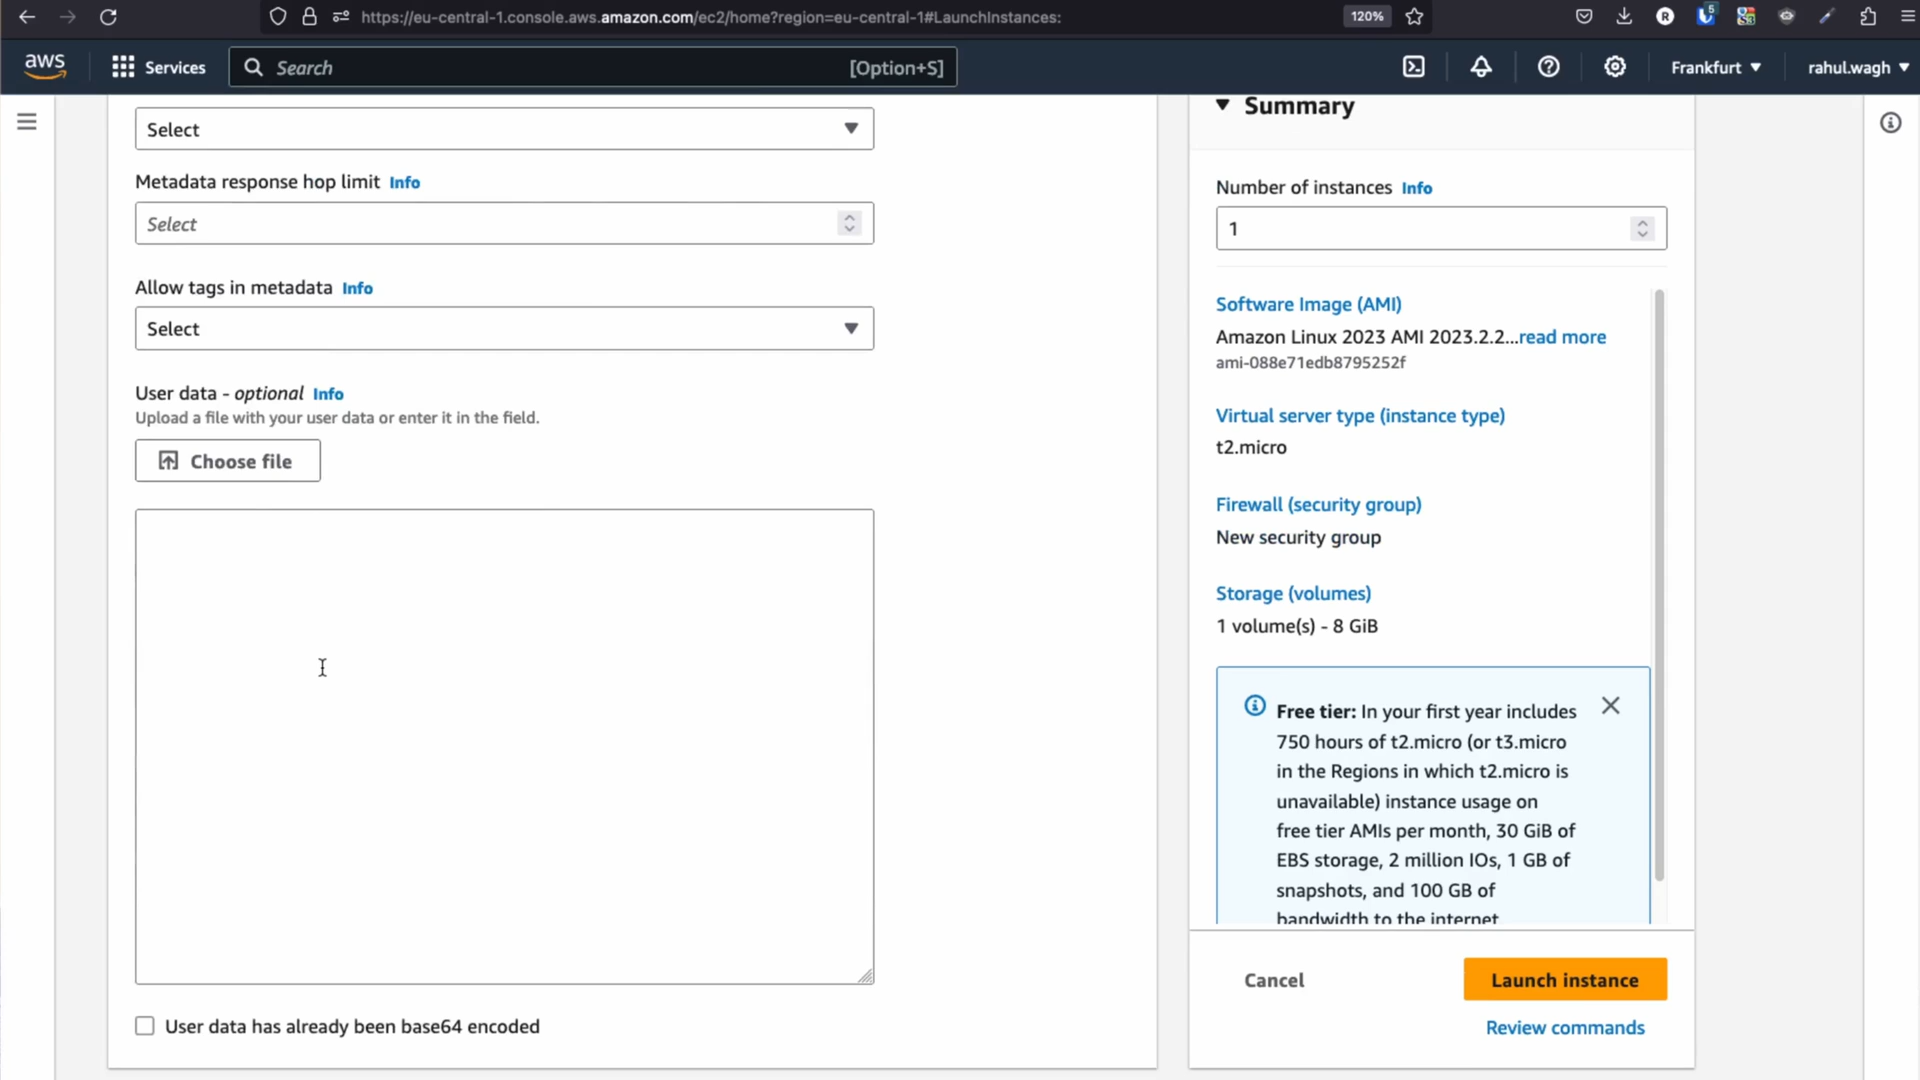 https://eu-central-1.console.aws.amazon.com/ec2/home?region=eu-central-1#LaunchInstances:
120%
R
5
aws
Services
Search
[Option+S]
Frankfurt
rahul.wagh
Select
Metadata response hop limit Info
Select
Allow tags in metadata Info
Select
User data - optional Info
Upload a file with your user data or enter it in the field.
Choose file
User data has already been base64 encoded
Summary
Number of instances Info
1
Software Image (AMI)
Amazon Linux 2023 AMI 2023.2.2...read more
ami-088e71edb8795252f
Virtual server type (instance type)
t2.micro
Firewall (security group)
New security group
Storage (volumes)
1 volume(s) - 8 GiB
Free tier: In your first year includes
750 hours of t2.micro (or t3.micro
in the Regions in which t2.micro is
unavailable) instance usage on
free tier AMIs per month, 30 GiB of
EBS storage, 2 million IOs, 1 GB of
snapshots, and 100 GB of
bandwidth to the internet
Cancel
Launch instance
Review commands